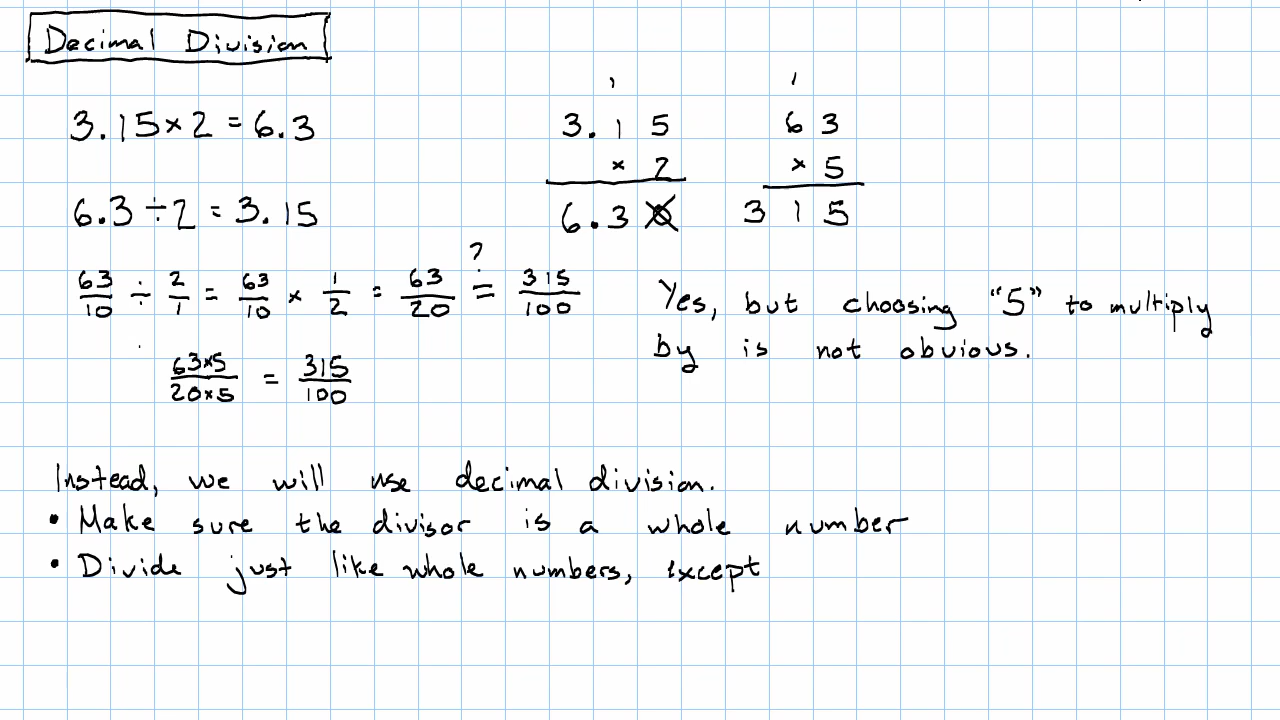 Decimal Division
3.15 × 2 = 6.3
6.3 ÷ 2 = 3.15
63/10 ÷ 2/1 = 63/10 × 1/2 = 63/20 ?= 315/100
63×5/20×5 = 315/100
1
3.15
× 2
6.30
1
63
× 5
315
Yes, but choosing "5" to multiply
by is not obvious.
Instead, we will use decimal division.
• Make sure the divisor is a whole number
• Divide just like whole numbers, except